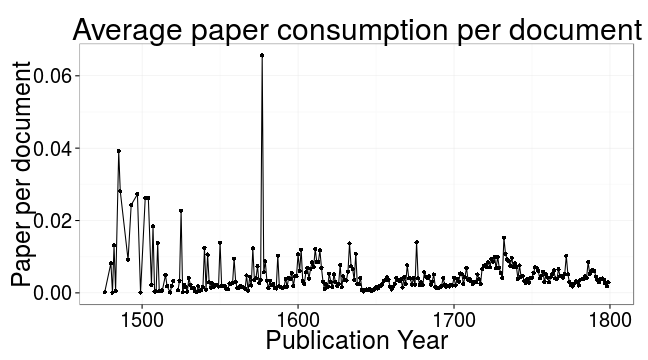 Average paper consumption per document
Paper per document
0.06
0.04
0.02
0.00
1500
1600
1700
1800
Publication Year